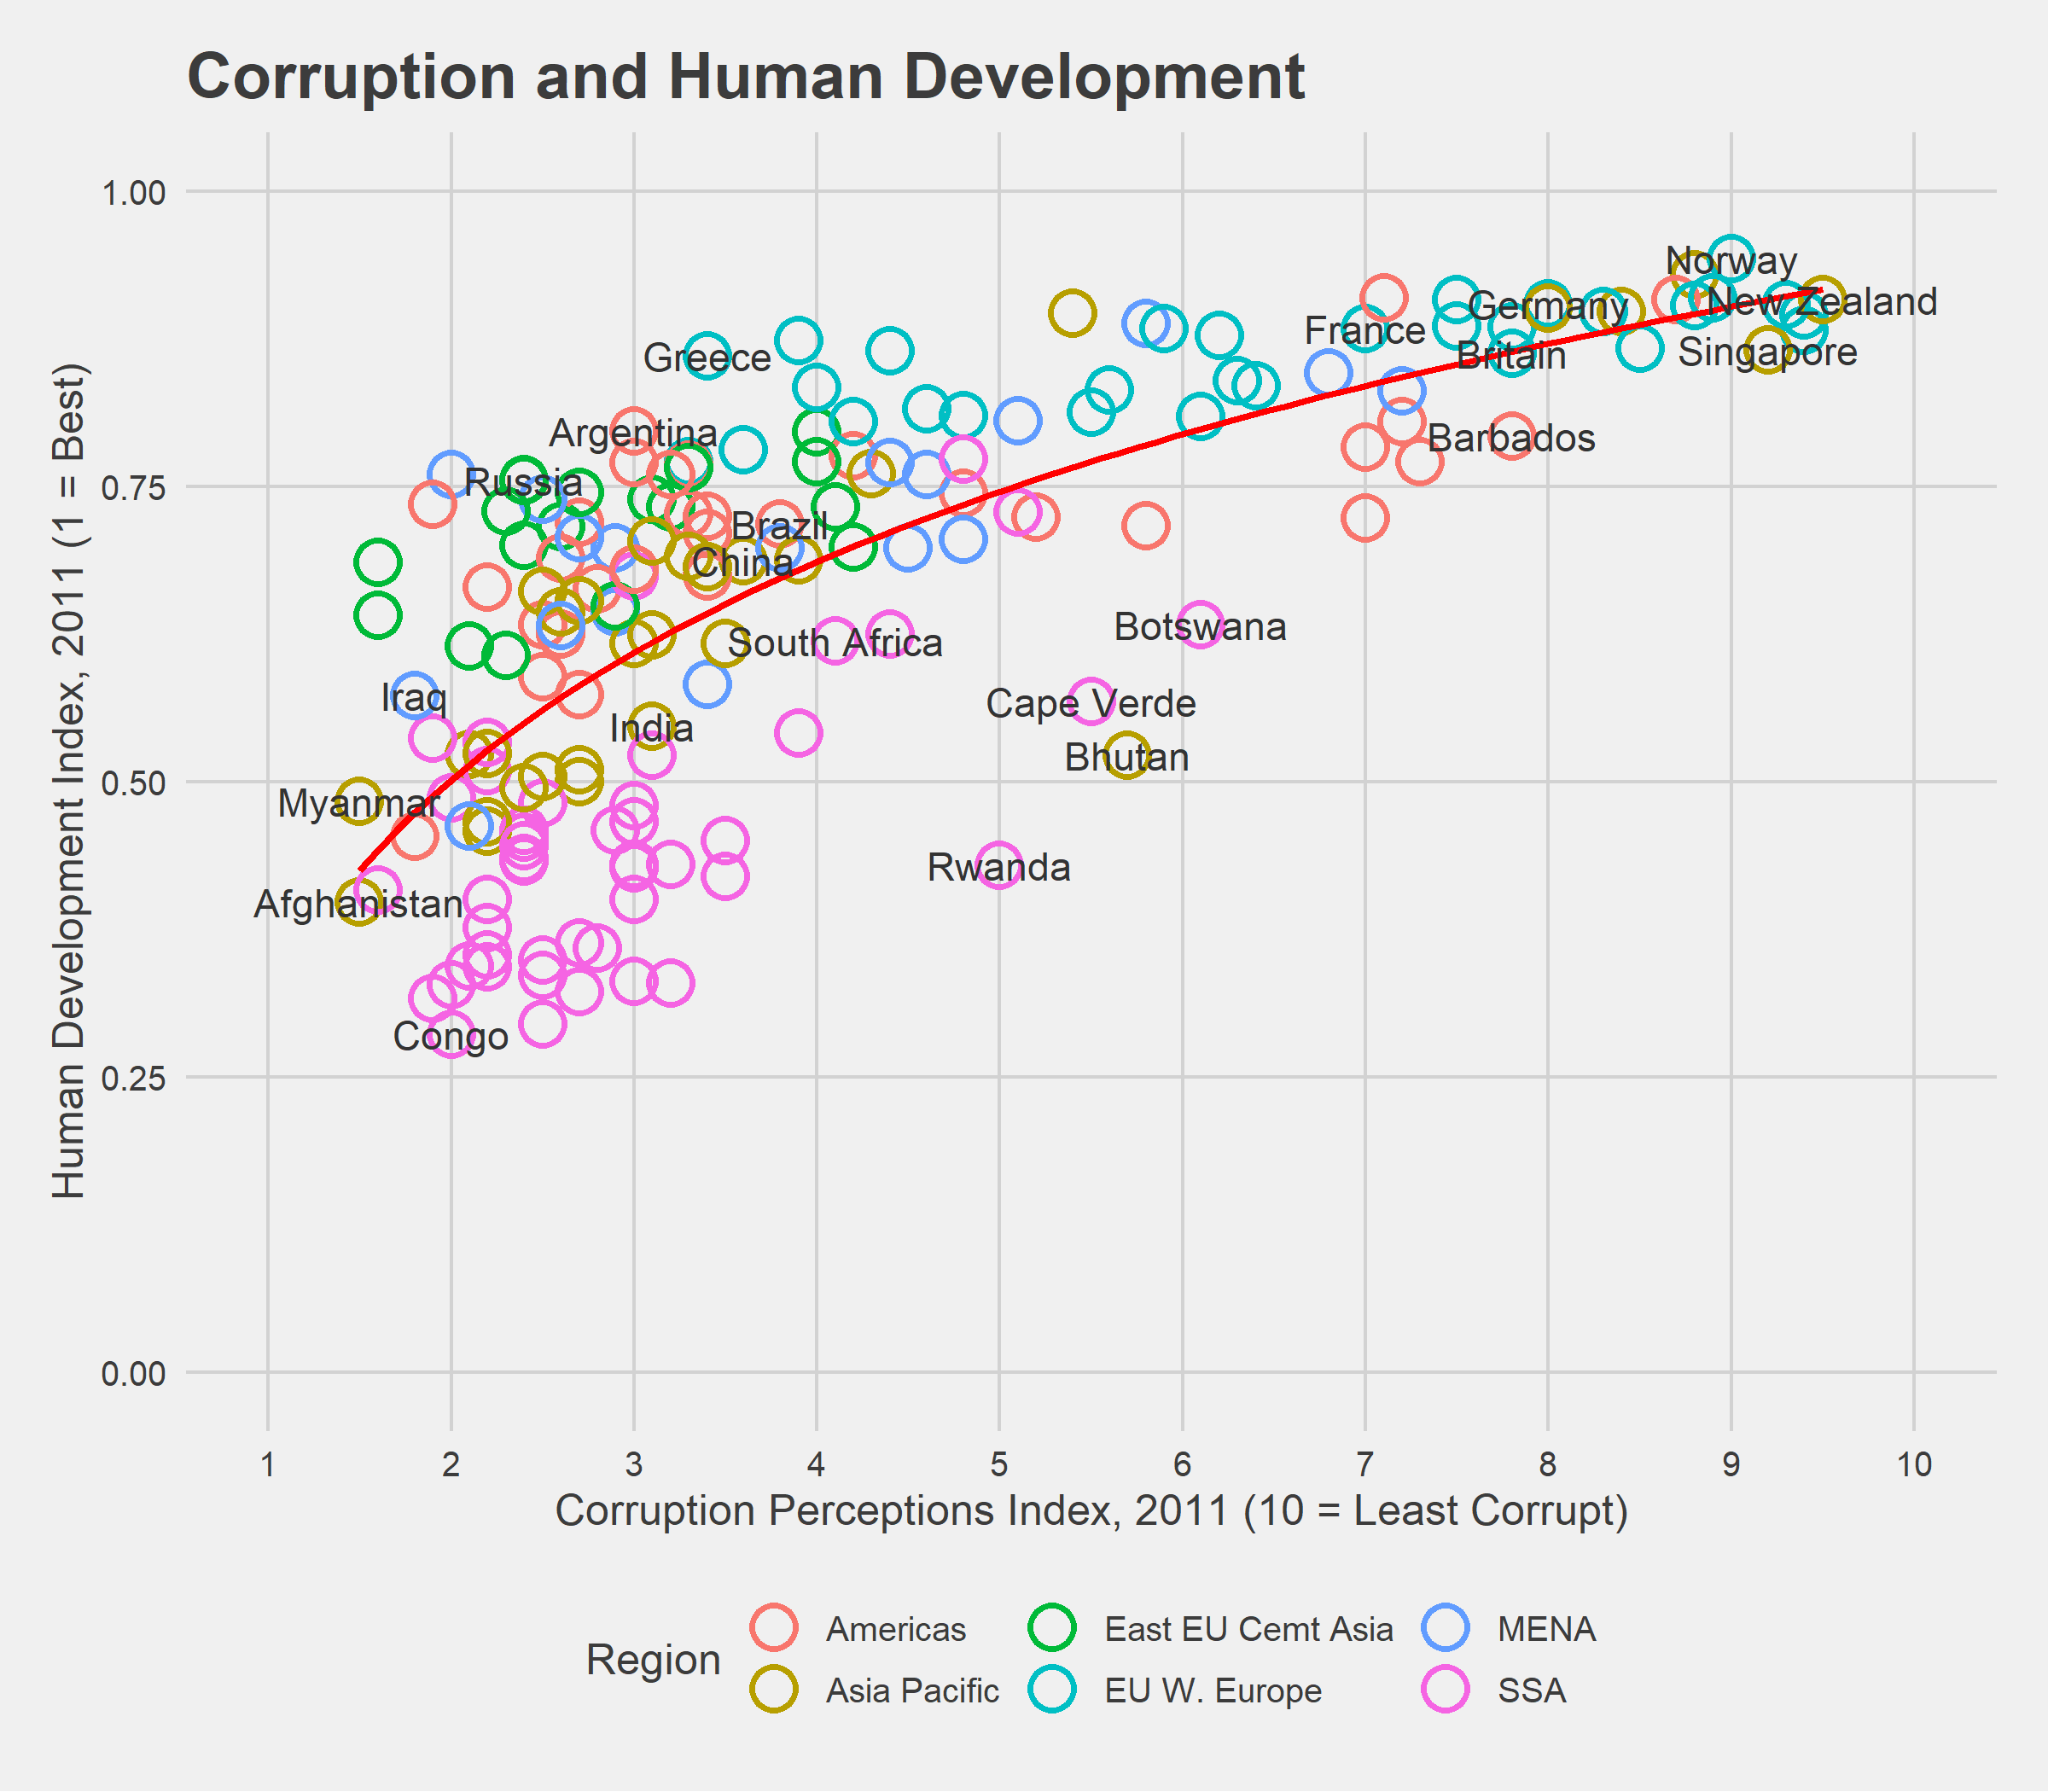 Corruption and Human Development
Human Development Index, 2011 (1 = Best)
1.00
0.75
0.50
0.25
0.00
Norway
New Zealand
Germany
France
Singapore
Britain
Greece
Argentina
Barbados
Russia
Brazil
China
South Africa
Botswana
Iraq
Cape Verde
India
Bhutan
Myanmar
Rwanda
Afghanistan
Congo
1 2 3 4 5 6 7 8 9 10
Corruption Perceptions Index, 2011 (10 = Least Corrupt)
Region
Americas East EU Cemt Asia MENA
Asia Pacific EU W. Europe SSA